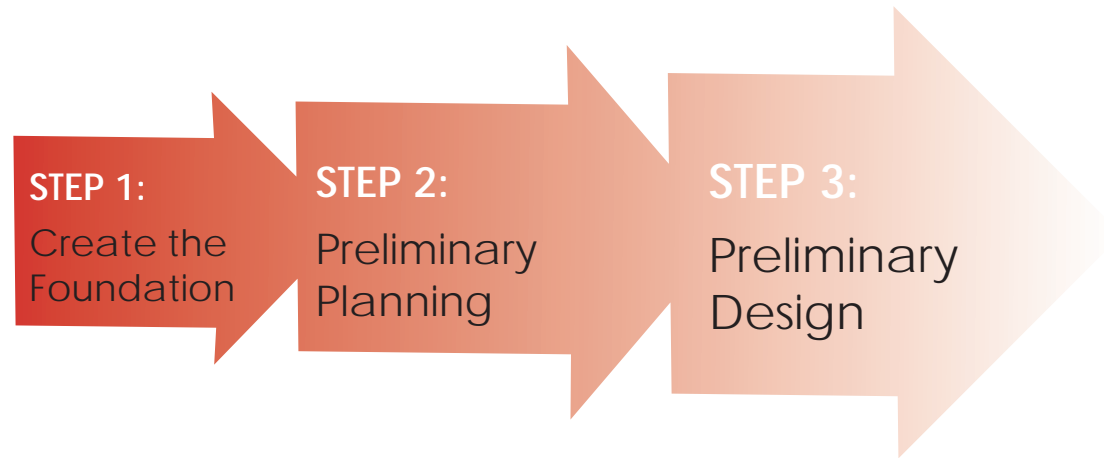 STEP 1:
Create the
Foundation
STEP 2:
Preliminary
Planning
STEP 3:
Preliminary
Design